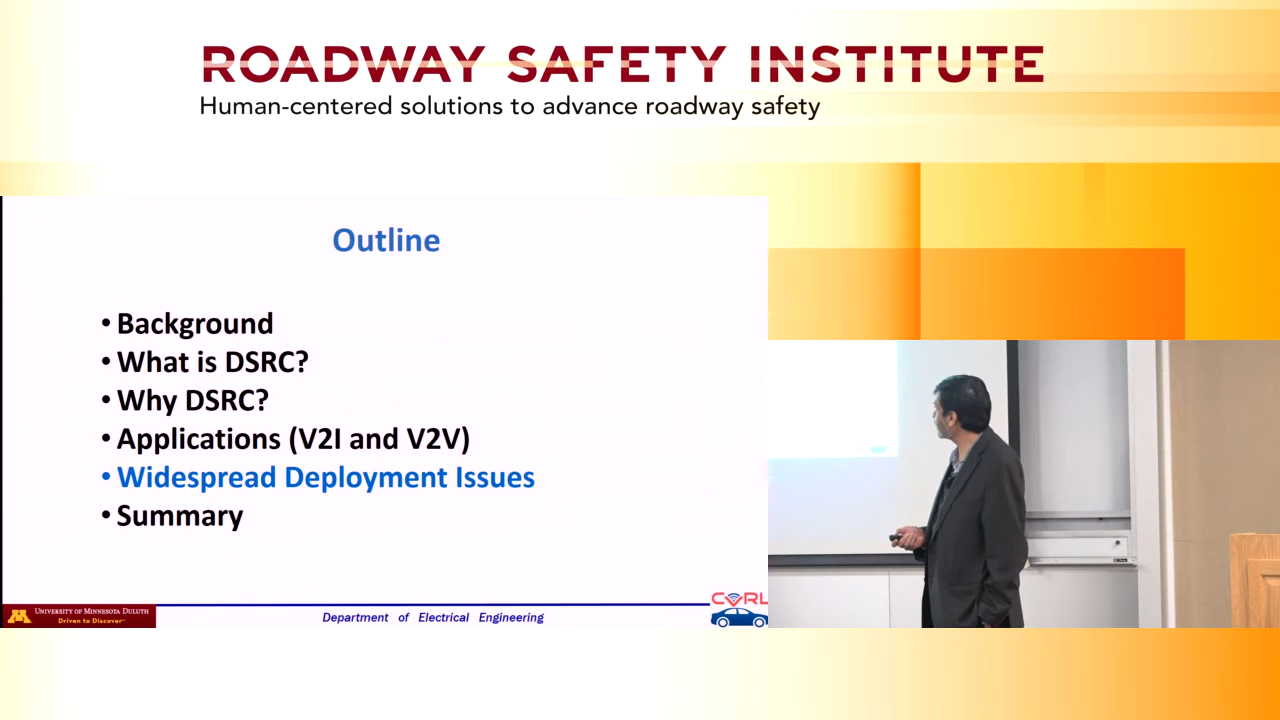 ROADWAY SAFETY INSTITUTE
Human-centered solutions to advance roadway safety
Outline
• Background
• What is DSRC?
• Why DSRC?
• Applications (V2I and V2V)
• Widespread Deployment Issues
• Summary
UNIVERSITY OF MINNESOTA DULUTH
Driven to Discover
Department of Electrical Engineering
CVRL